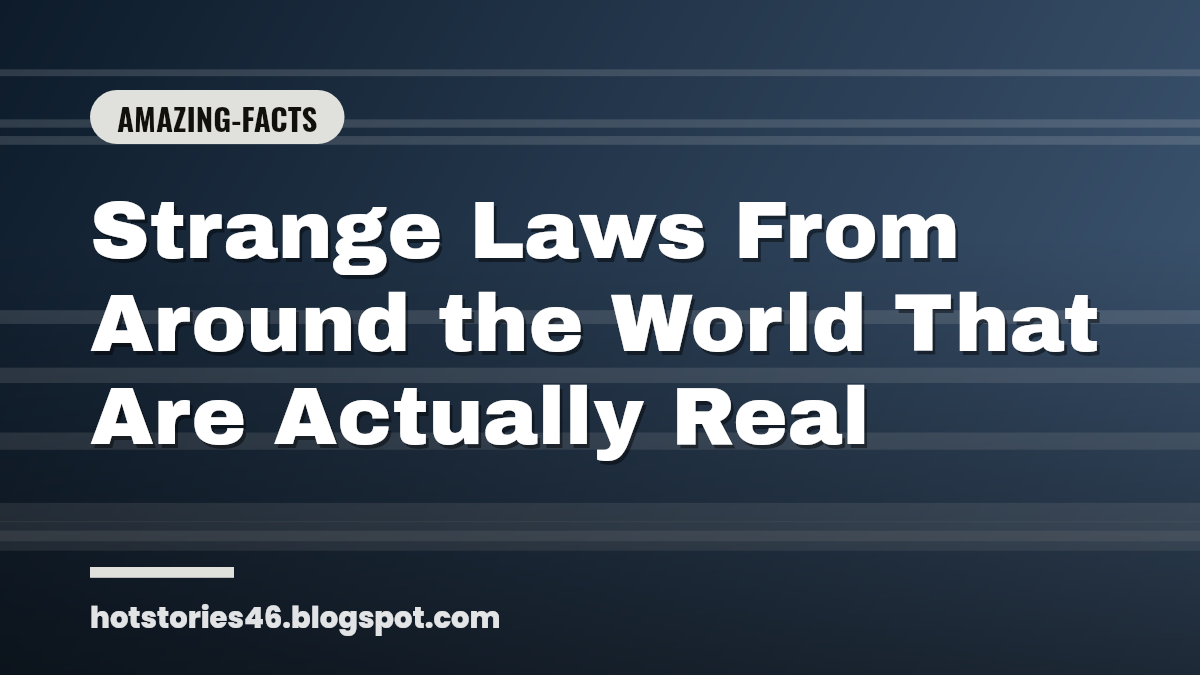 AMAZING-FACTS
Strange Laws From
Around the World That
Are Actually Real
hotstories46.blogspot.com